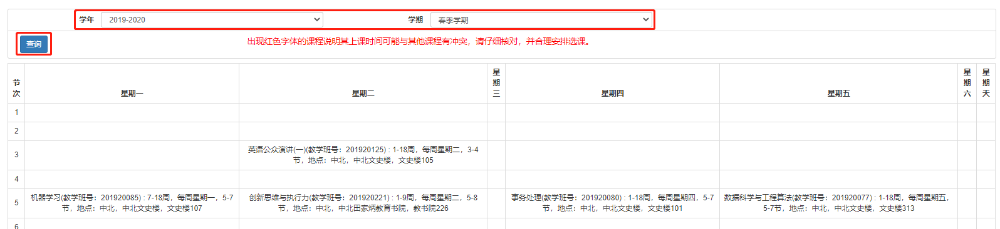 学年 2019-2020 学期 春季学期
查询 出现红色字体的课程说明其上课时间可能与其他课程有冲突，请仔细核对，并合理安排选课。
节次 星期一 星期二 星期三 星期四 星期五 星期六 星期天
1
2
3 英语公众演讲(一)(教学班号：201920125) : 1-18周，每周星期二，3-4
节，地点：中北，中北文史楼，文史楼105
4
5 机器学习(教学班号：201920085) : 7-18周，每周星期一，5-7
节，地点：中北，中北文史楼，文史楼107
创新思维与执行力(教学班号：201920221) : 1-9周，每周星期二，5-8
节，地点：中北，中北田家炳教育书院，教书院226
事务处理(教学班号：201920080) : 1-18周，每周星期四，5-7
节，地点：中北，中北文史楼，文史楼101
数据科学与工程算法(教学班号：201920077) : 1-18周，每周星期五，
5-7节，地点：中北，中北文史楼，文史楼313
6